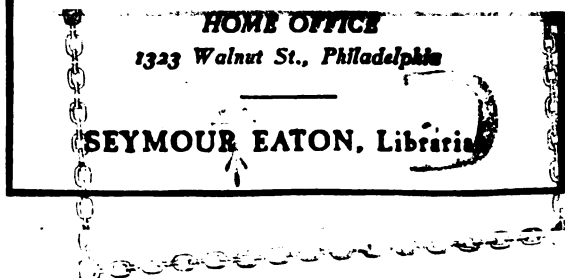 HOME OFFICE
1323 Walnut St., Philadelphia
SEYMOUR EATON, Librarian